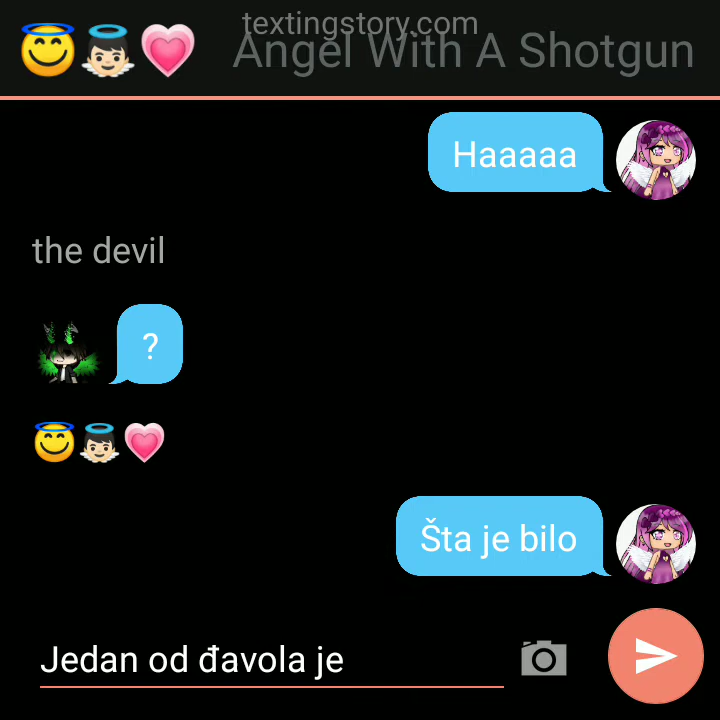 textingstory.com
😇👼🏻💗 Angel With A Shotgun
Haaaaa
the devil
?
😇👼🏻💗
Šta je bilo
Jedan od đavola je